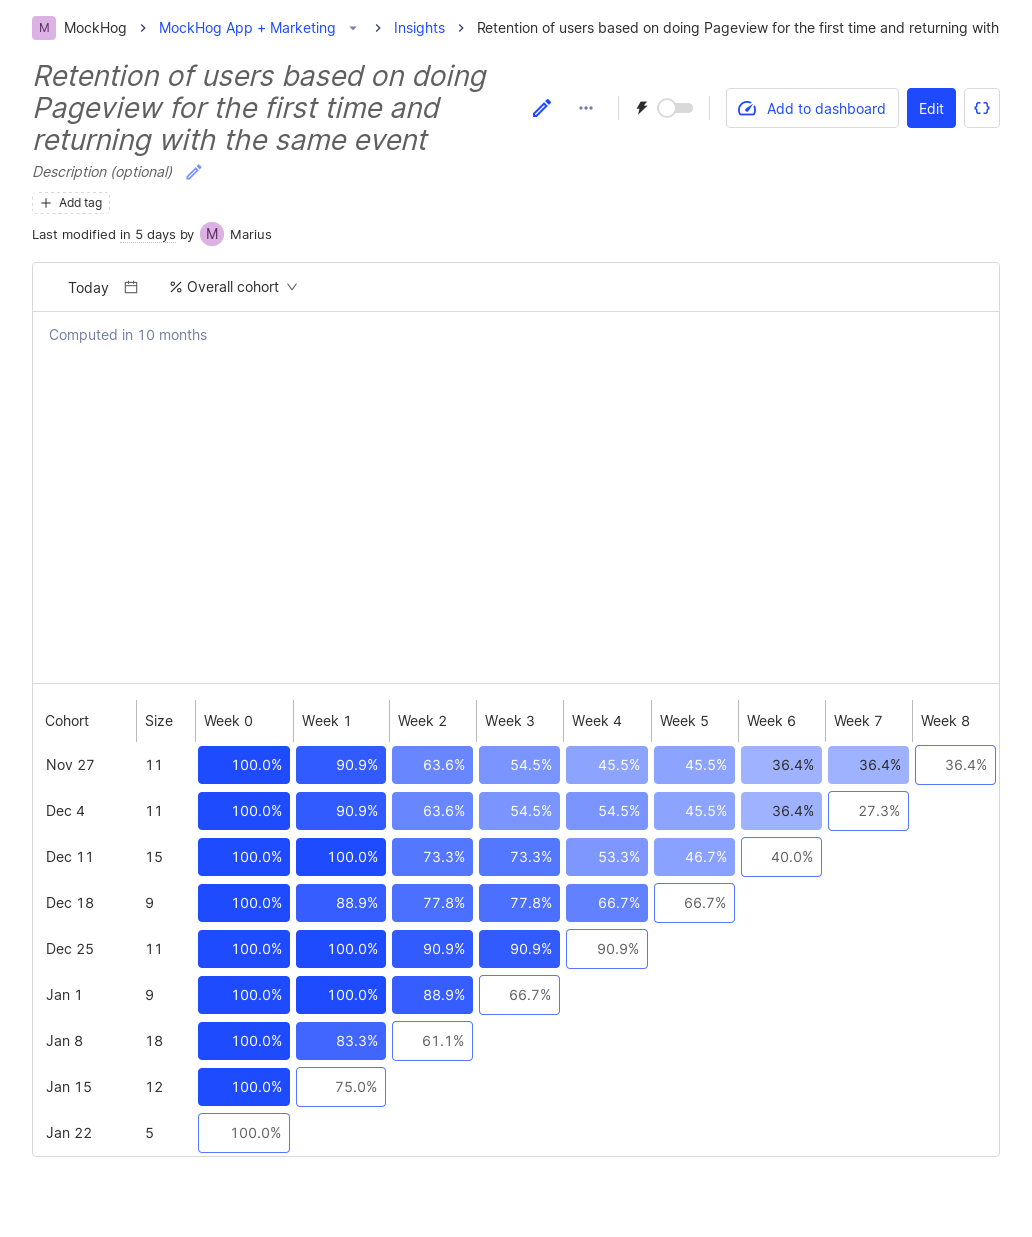 M MockHog MockHog App + Marketing Insights Retention of users based on doing Pageview for the first time and returning with
Retention of users based on doing
Pageview for the first time and
returning with the same event
Add to dashboard Edit
Description (optional)
Add tag
Last modified in 5 days by M Marius
Today % Overall cohort
Computed in 10 months
Cohort Size Week 0 Week 1 Week 2 Week 3 Week 4 Week 5 Week 6 Week 7 Week 8
Nov 27 11 100.0% 90.9% 63.6% 54.5% 45.5% 45.5% 36.4% 36.4% 36.4%
Dec 4 11 100.0% 90.9% 63.6% 54.5% 54.5% 45.5% 36.4% 27.3%
Dec 11 15 100.0% 100.0% 73.3% 73.3% 53.3% 46.7% 40.0%
Dec 18 9 100.0% 88.9% 77.8% 77.8% 66.7% 66.7%
Dec 25 11 100.0% 100.0% 90.9% 90.9% 90.9%
Jan 1 9 100.0% 100.0% 88.9% 66.7%
Jan 8 18 100.0% 83.3% 61.1%
Jan 15 12 100.0% 75.0%
Jan 22 5 100.0%